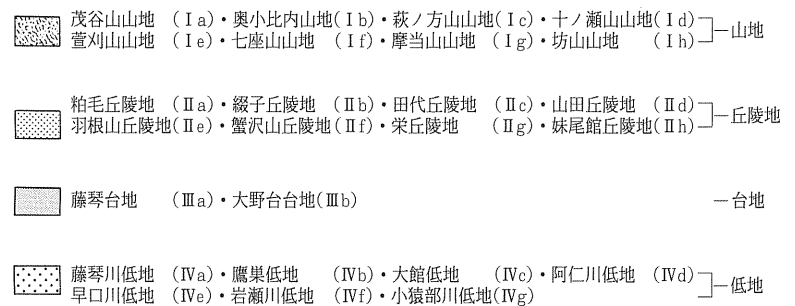 茂谷山山地 (Ⅰa)・奥小比内山地(Ⅰb)・萩ノ方山山地(Ⅰc)・十ノ瀬山山地(Ⅰd)
萱刈山山地 (Ⅰe)・七座山山地 (Ⅰf)・摩当山山地 (Ⅰg)・坊山山地 (Ⅰh)
山地
粕毛丘陵地 (Ⅱa)・綴子丘陵地 (Ⅱb)・田代丘陵地 (Ⅱc)・山田丘陵地 (Ⅱd)
羽根山丘陵地(Ⅱe)・蟹沢山丘陵地(Ⅱf)・栄丘陵地 (Ⅱg)・妹尾館丘陵地(Ⅱh)
丘陵地
藤琴台地 (Ⅲa)・大野台台地(Ⅲb)
台地
藤琴川低地 (Ⅳa)・鷹巣低地 (Ⅳb)・大館低地 (Ⅳc)・阿仁川低地 (Ⅳd)
早口川低地 (Ⅳe)・岩瀬川低地 (Ⅳf)・小猿部川低地(Ⅳg)
低地